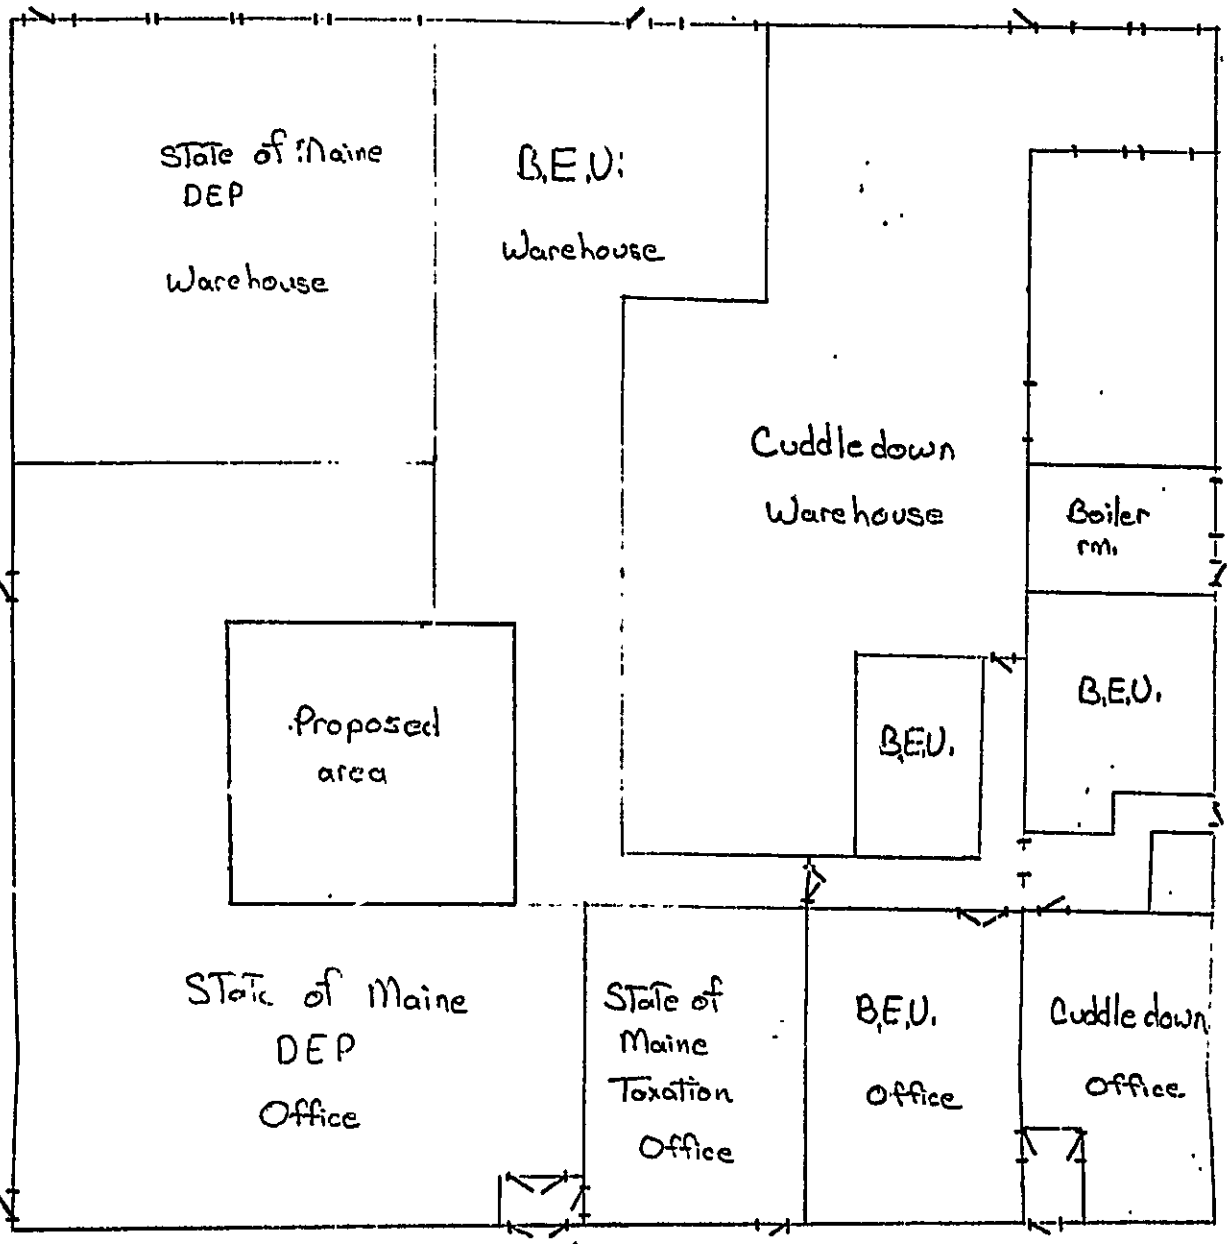 State of Maine
DEP
Warehouse
B.E.U.
Warehouse
Cuddledown
Warehouse
Boiler
rm.
B.E.U.
B.E.U.
Proposed
area
State of Maine
DEP
Office
State of
Maine
Taxation
Office
B.E.U.
Office
Cuddledown
Office